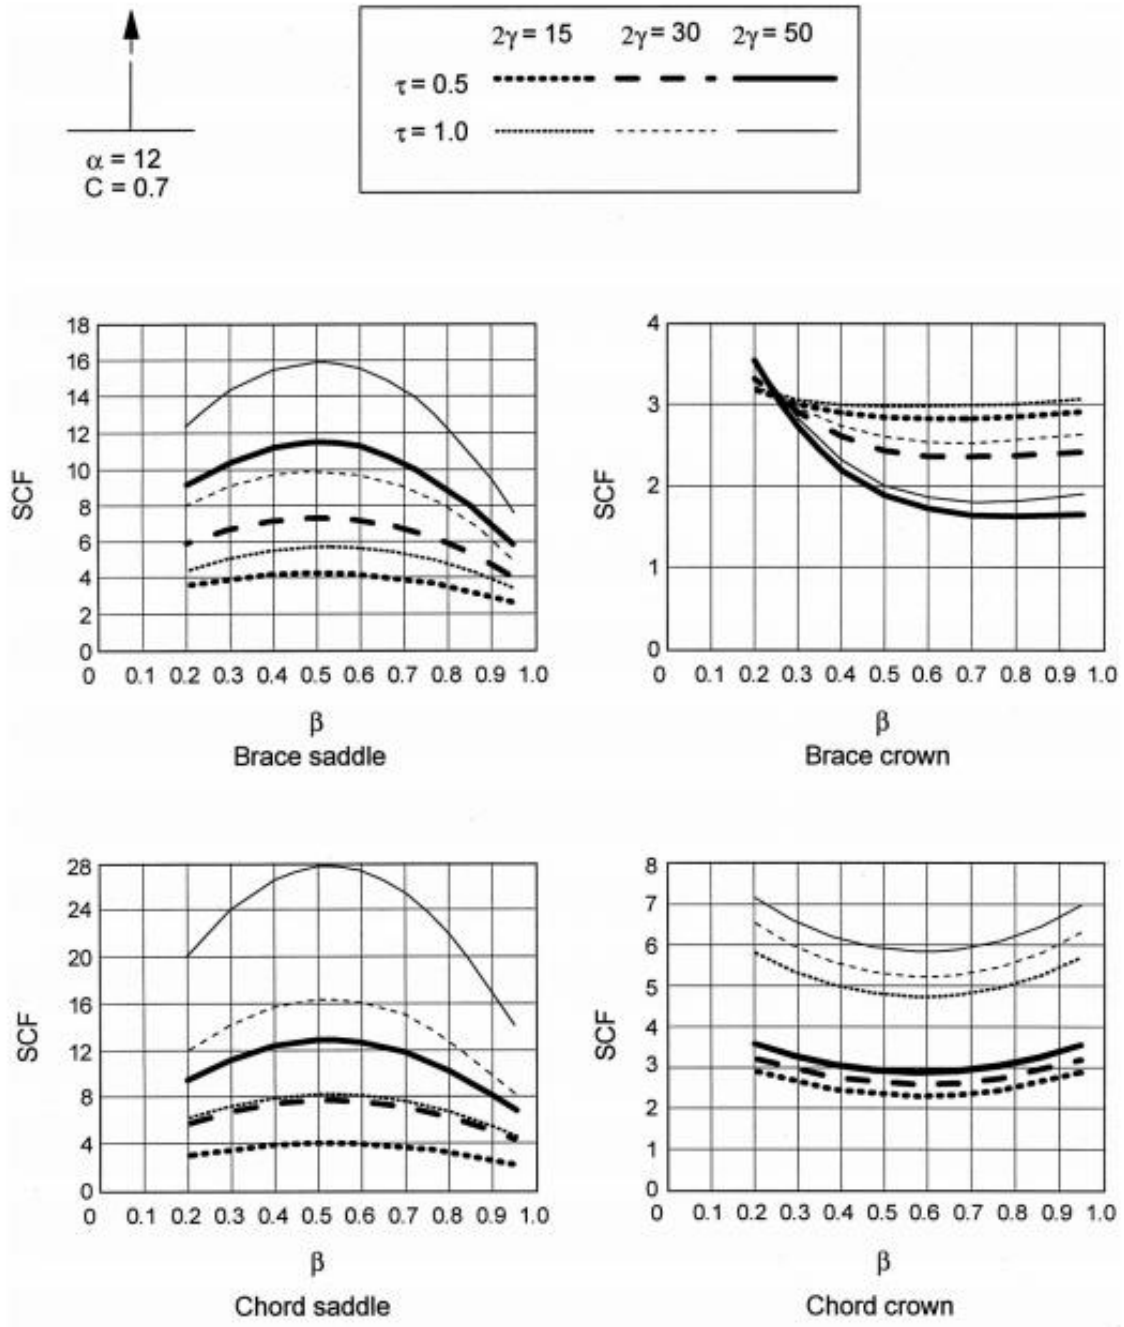 2γ = 15 2γ = 30 2γ = 50
τ = 0.5
τ = 1.0
α = 12
C = 0.7
18
16
14
12
10
8
6
4
2
0
SCF
0 0.1 0.2 0.3 0.4 0.5 0.6 0.7 0.8 0.9 1.0
β
Brace saddle
4
3
2
1
0
SCF
0 0.1 0.2 0.3 0.4 0.5 0.6 0.7 0.8 0.9 1.0
β
Brace crown
28
24
20
16
12
8
4
0
SCF
0 0.1 0.2 0.3 0.4 0.5 0.6 0.7 0.8 0.9 1.0
β
Chord saddle
8
7
6
5
4
3
2
1
0
SCF
0 0.1 0.2 0.3 0.4 0.5 0.6 0.7 0.8 0.9 1.0
β
Chord crown